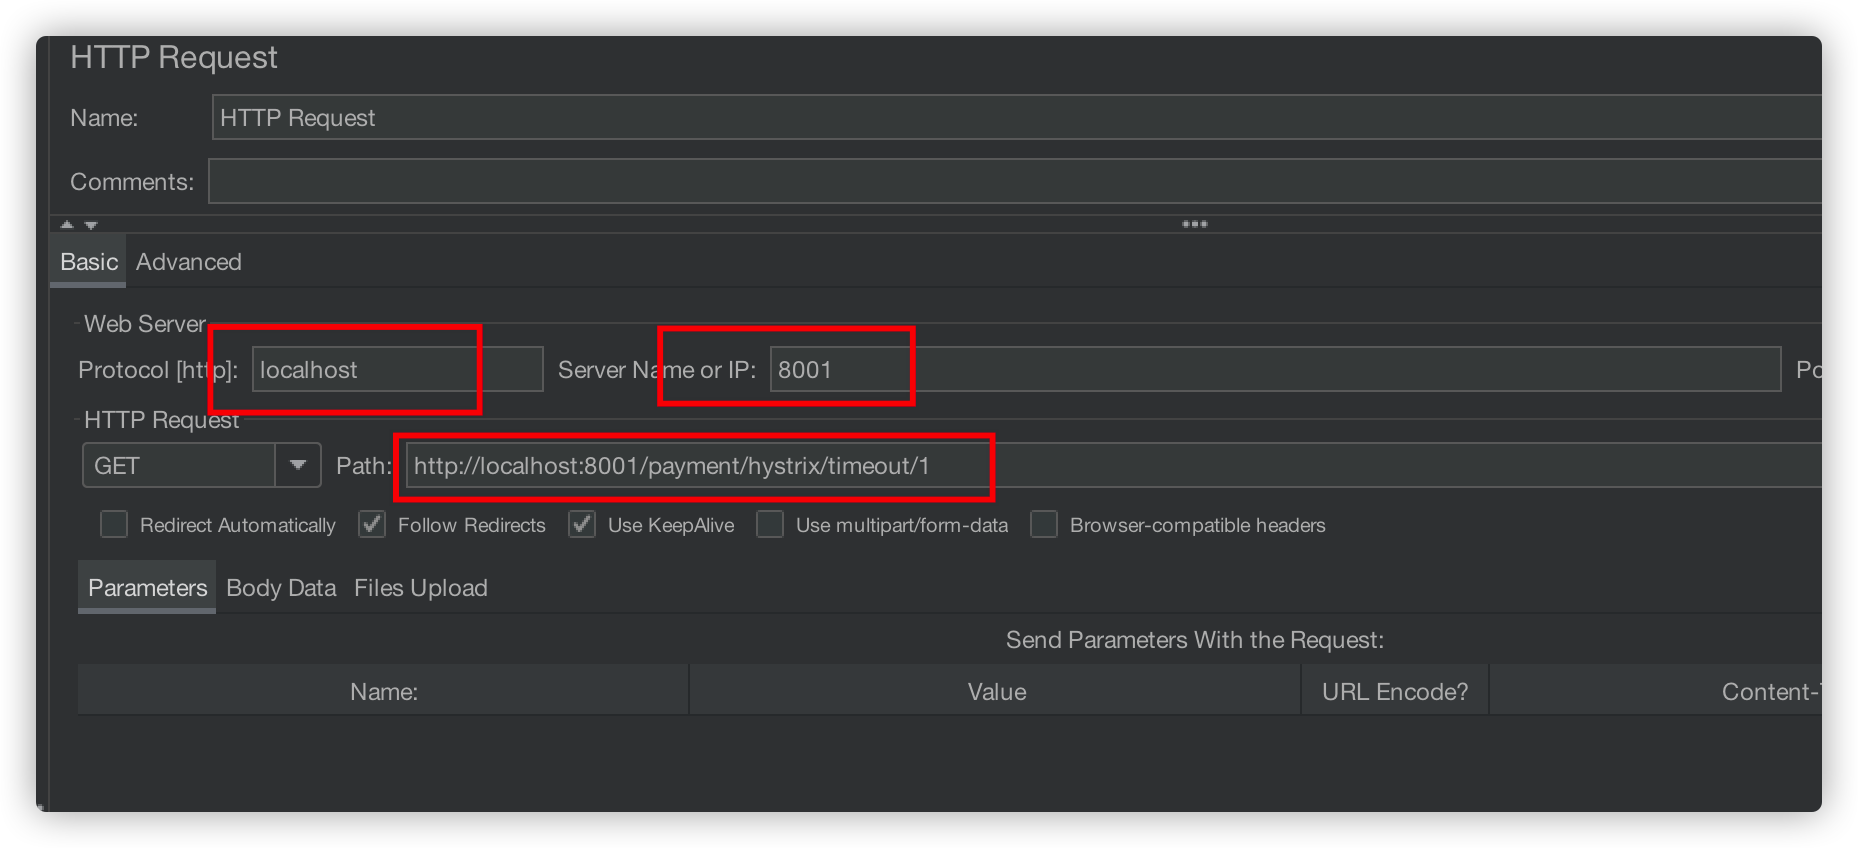 HTTP Request
Name: HTTP Request
Comments:
Basic Advanced
Web Server
Protocol [http]: localhost Server Name or IP: 8001 Po
HTTP Request
GET Path: http://localhost:8001/payment/hystrix/timeout/1
Redirect Automatically Follow Redirects Use KeepAlive Use multipart/form-data Browser-compatible headers
Parameters Body Data Files Upload
Send Parameters With the Request:
Name: Value URL Encode? Content-T